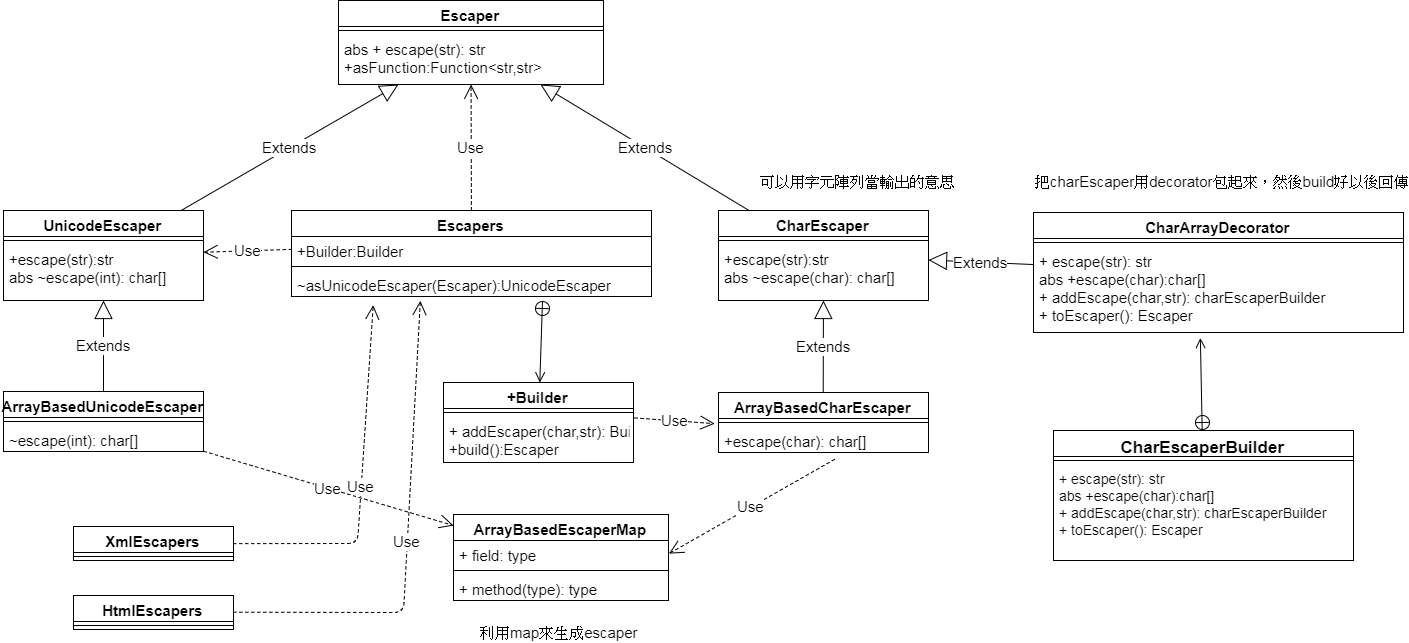 Escaper
abs + escape(str): str
+asFunction:Function<str,str>
Extends
Use
Extends
可以用字元陣列當輸出的意思
把charEscaper用decorator包起來，然後build好以後回傳
UnicodeEscaper
+escape(str):str
abs ~escape(int): char[]
Use
Escapers
+Builder:Builder
~asUnicodeEscaper(Escaper):UnicodeEscaper
CharEscaper
+escape(str):str
abs ~escape(char): char[]
Extends
CharArrayDecorator
+ escape(str): str
abs +escape(char):char[]
+ addEscape(char,str): charEscaperBuilder
+ toEscaper(): Escaper
Extends
Extends
ArrayBasedUnicodeEscaper
~escape(int): char[]
+Builder
+ addEscaper(char,str): Bui
+build():Escaper
Use
ArrayBasedCharEscaper
+escape(char): char[]
CharEscaperBuilder
+ escape(str): str
abs +escape(char):char[]
+ addEscape(char,str): charEscaperBuilder
+ toEscaper(): Escaper
Use
Use
Use
Use
XmlEscapers
ArrayBasedEscaperMap
+ field: type
+ method(type): type
HtmlEscapers
利用map來生成escaper